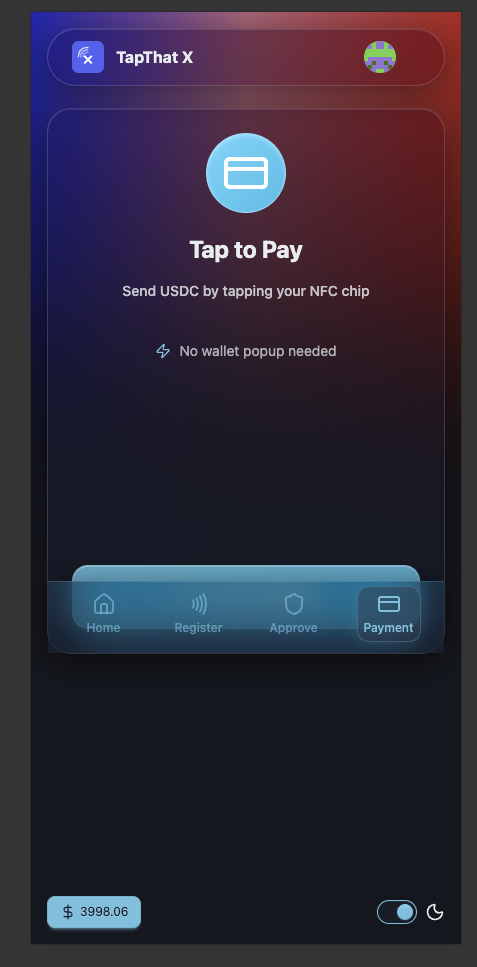 TapThat X
Tap to Pay
Send USDC by tapping your NFC chip
No wallet popup needed
Home
Register
Approve
Payment
$ 3998.06